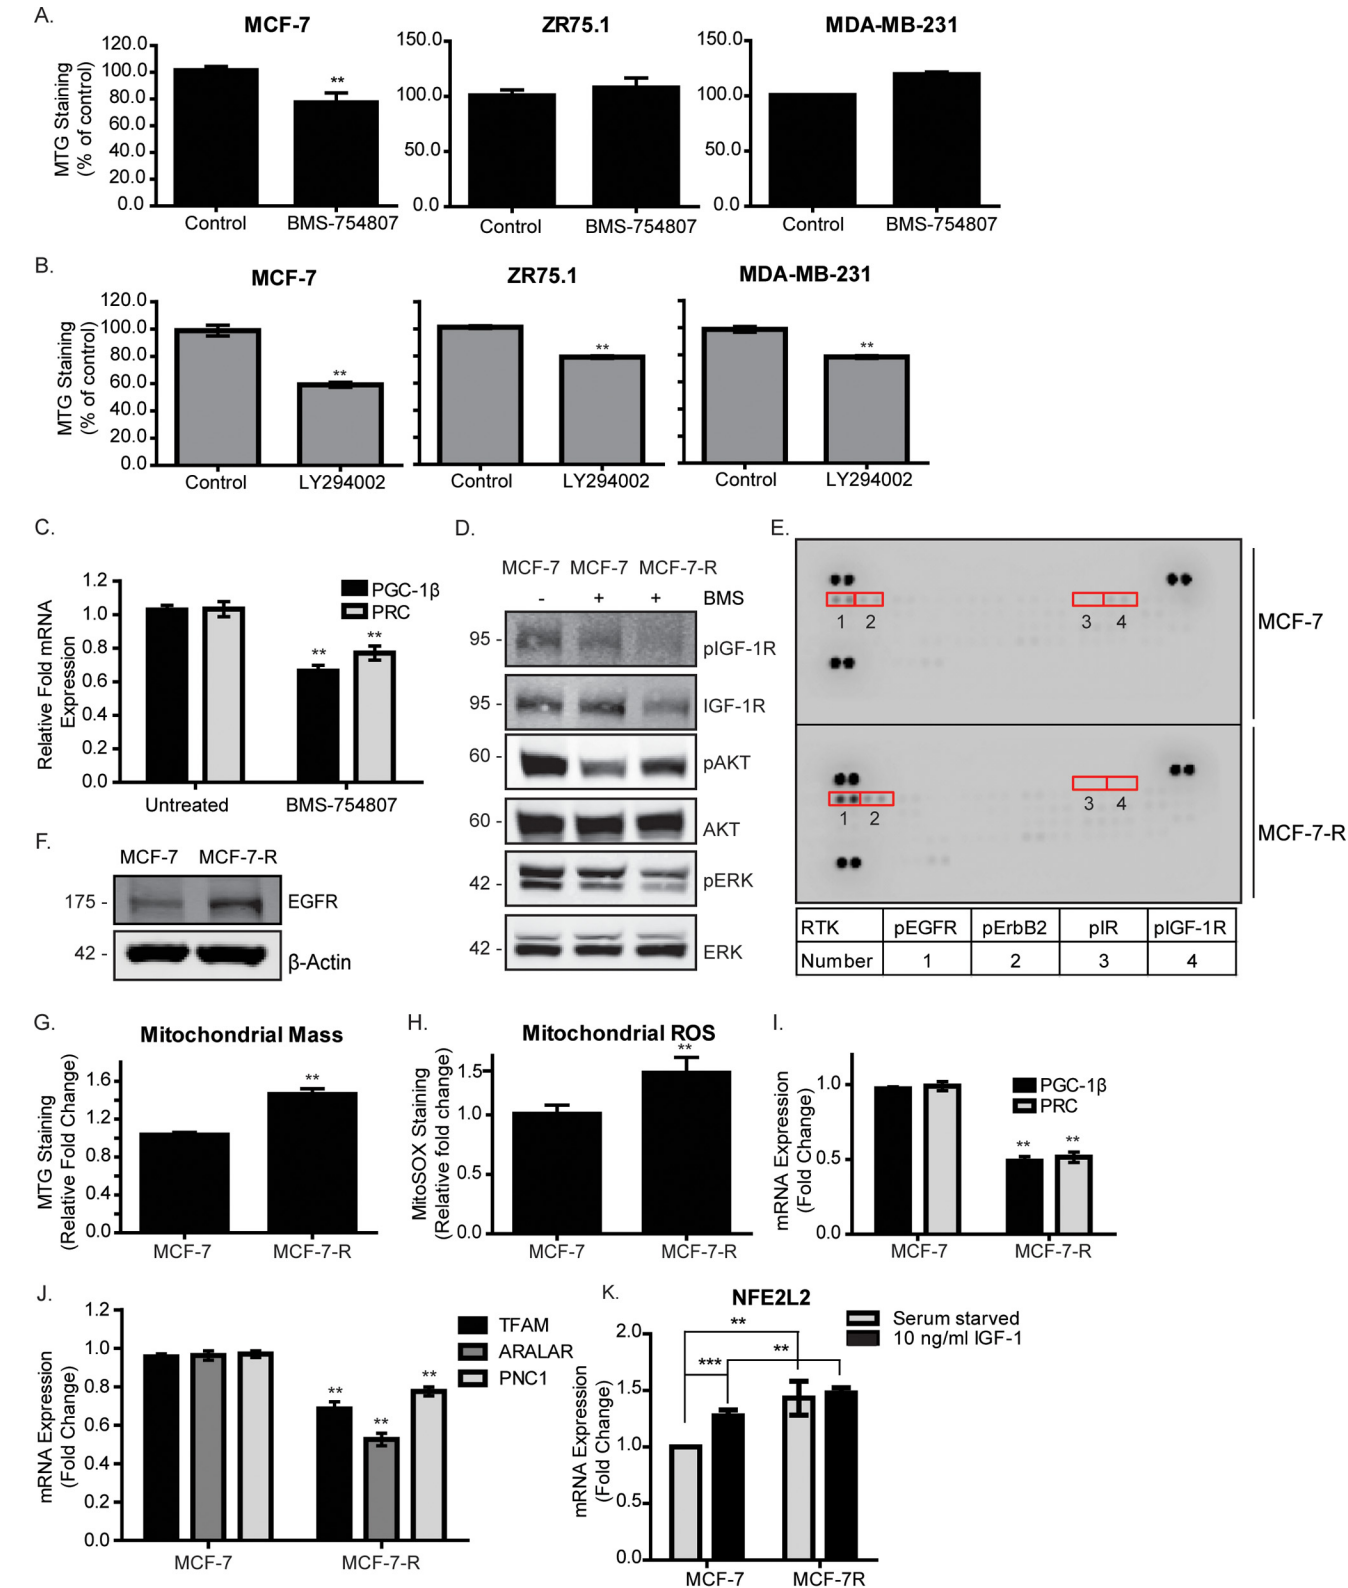 A.
MCF-7
ZR75.1
MDA-MB-231
MTG Staining
(% of control)
120.0
100.0
80.0
60.0
40.0
20.0
0.0
**
Control
BMS-754807
150.0
100.0
50.0
0.0
Control
BMS-754807
150.0
100.0
50.0
0.0
Control
BMS-754807
B.
MCF-7
ZR75.1
MDA-MB-231
MTG Staining
(% of control)
120.0
100.0
80.0
60.0
40.0
20.0
0.0
**
Control
LY294002
**
Control
LY294002
**
Control
LY294002
C.
Relative Fold mRNA
Expression
1.2
1.0
0.8
0.6
0.4
0.2
0.0
PGC-1β
PRC
**
**
Untreated
BMS-754807
D.
MCF-7 MCF-7 MCF-7-R
- + + BMS
95 - pIGF-1R
95 - IGF-1R
60 - pAKT
60 - AKT
42 - pERK
42 - ERK
E.
1 2 3 4
MCF-7
1 2 3 4
MCF-7-R
RTK pEGFR pErbB2 pIR pIGF-1R
Number 1 2 3 4
F.
MCF-7 MCF-7-R
175 - EGFR
42 - β-Actin
G.
Mitochondrial Mass
MTG Staining
(Relative Fold Change)
1.6
1.2
0.8
0.4
0.0
**
MCF-7
MCF-7-R
H.
Mitochondrial ROS
MitoSOX Staining
(Relative fold change)
1.5
1.0
0.5
0.0
**
MCF-7
MCF-7-R
I.
mRNA Expression
(Fold Change)
1.0
0.5
0.0
PGC-1β
PRC
**
**
MCF-7
MCF-7-R
J.
mRNA Expression
(Fold Change)
1.2
1.0
0.8
0.6
0.4
0.2
0.0
TFAM
ARALAR
PNC1
**
**
**
MCF-7
MCF-7-R
K.
NFE2L2
Serum starved
10 ng/ml IGF-1
mRNA Expression
(Fold Change)
2.0
1.5
1.0
0.5
0.0
**
***
**
MCF-7
MCF-7R